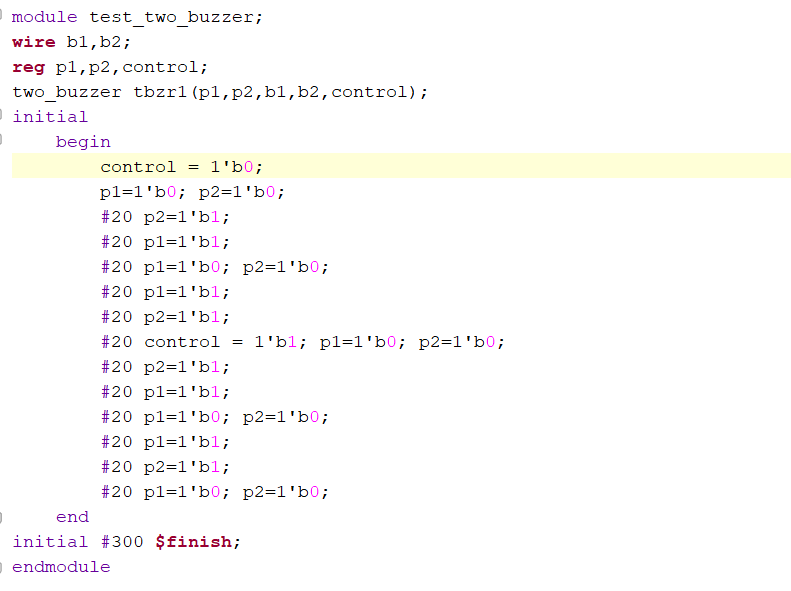 module test_two_buzzer;
wire b1,b2;
reg p1,p2,control;
two_buzzer tbzr1(p1,p2,b1,b2,control);
initial
begin
control = 1'b0;
p1=1'b0; p2=1'b0;
#20 p2=1'b1;
#20 p1=1'b1;
#20 p1=1'b0; p2=1'b0;
#20 p1=1'b1;
#20 p2=1'b1;
#20 control = 1'b1; p1=1'b0; p2=1'b0;
#20 p2=1'b1;
#20 p1=1'b1;
#20 p1=1'b0; p2=1'b0;
#20 p1=1'b1;
#20 p2=1'b1;
#20 p1=1'b0; p2=1'b0;
end
initial #300 $finish;
endmodule